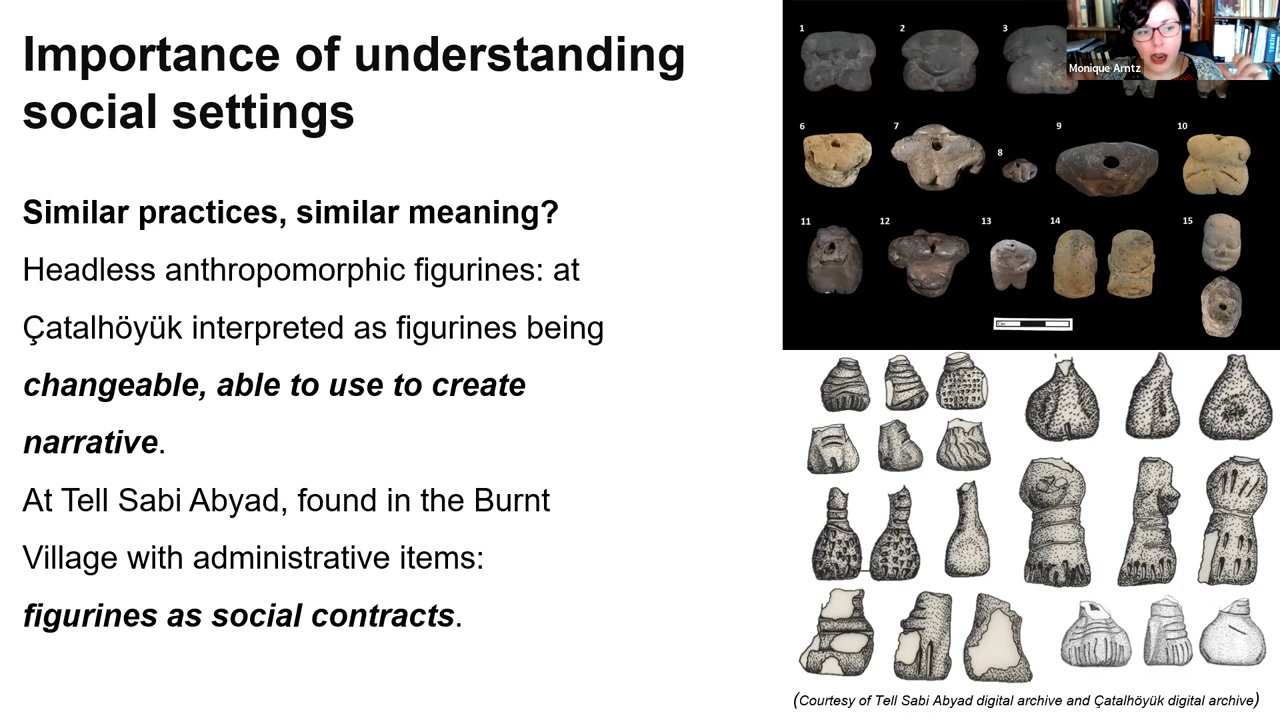 Importance of understanding
social settings
Similar practices, similar meaning?
Headless anthropomorphic figurines: at
Çatalhöyük interpreted as figurines being
changeable, able to use to create
narrative.
At Tell Sabi Abyad, found in the Burnt
Village with administrative items:
figurines as social contracts.
1
2
3
Monique Arntz
6
7
8
9
10
11
12
13
14
15
(Courtesy of Tell Sabi Abyad digital archive and Çatalhöyük digital archive)